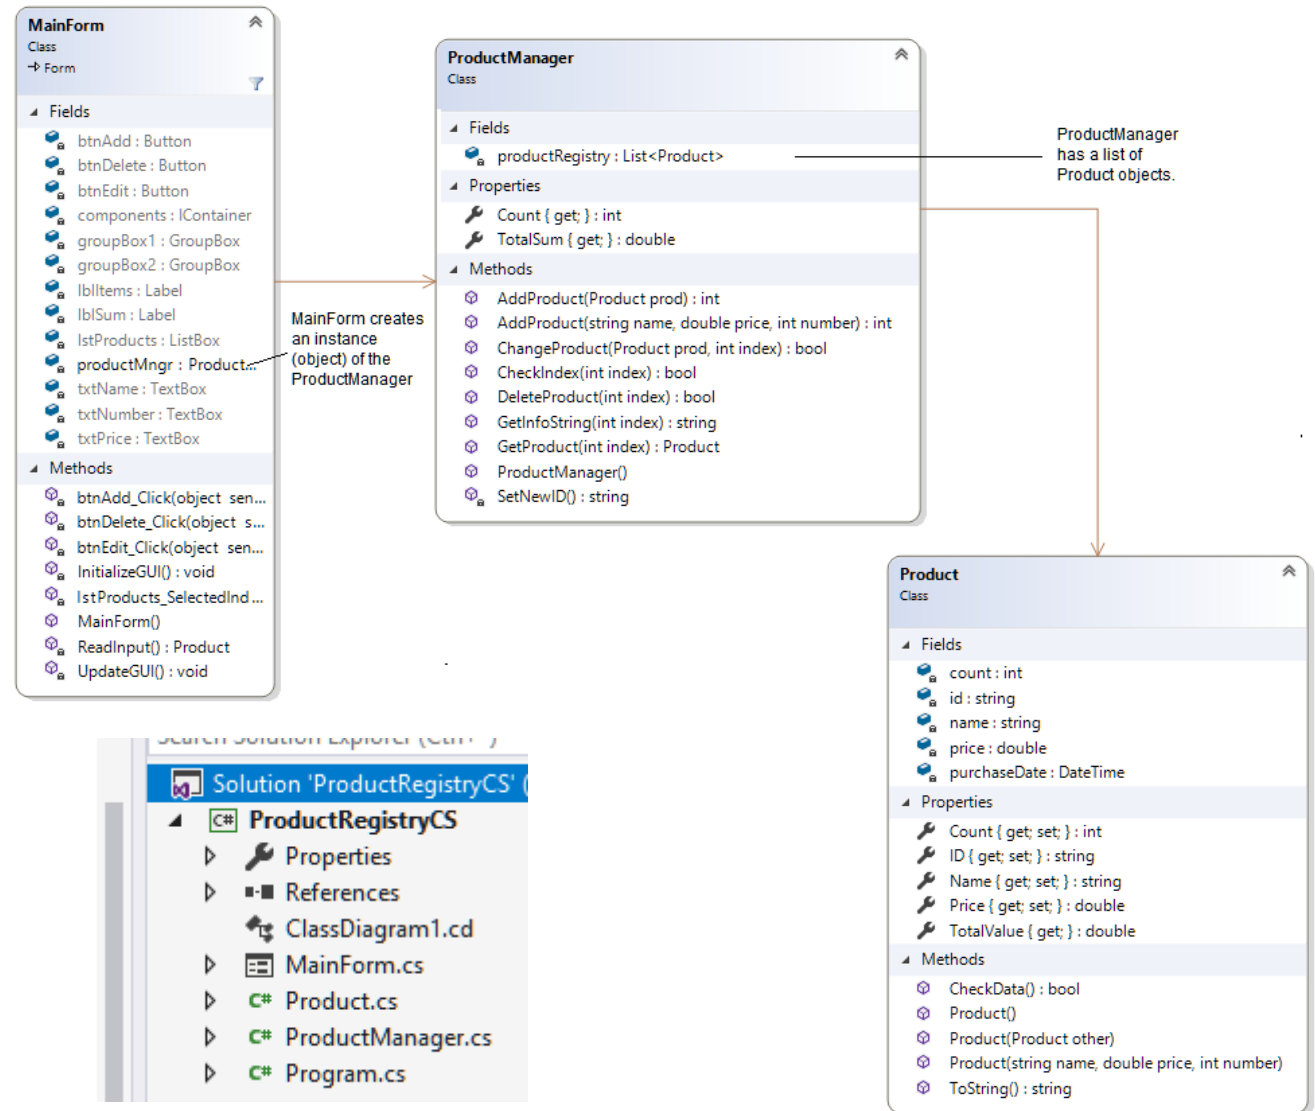 MainForm
Class
Form
Fields
btnAdd : Button
btnDelete : Button
btnEdit : Button
components : IContainer
groupBox1 : GroupBox
groupBox2 : GroupBox
lblItems : Label
lblSum : Label
lstProducts : ListBox
productMngr : Product...
txtName : TextBox
txtNumber : TextBox
txtPrice : TextBox
Methods
btnAdd_Click(object sen...
btnDelete_Click(object s...
btnEdit_Click(object sen...
InitializeGUI() : void
lstProducts_SelectedInd...
MainForm()
ReadInput() : Product
UpdateGUI() : void
MainForm creates
an instance
(object) of the
ProductManager
ProductManager
Class
Fields
productRegistry : List<Product>
Properties
Count { get; } : int
TotalSum { get; } : double
Methods
AddProduct(Product prod) : int
AddProduct(string name, double price, int number) : int
ChangeProduct(Product prod, int index) : bool
CheckIndex(int index) : bool
DeleteProduct(int index) : bool
GetInfoString(int index) : string
GetProduct(int index) : Product
ProductManager()
SetNewID() : string
ProductManager
has a list of
Product objects.
Product
Class
Fields
count : int
id : string
name : string
price : double
purchaseDate : DateTime
Properties
Count { get; set; } : int
ID { get; set; } : string
Name { get; set; } : string
Price { get; set; } : double
TotalValue { get; } : double
Methods
CheckData() : bool
Product()
Product(Product other)
Product(string name, double price, int number)
ToString() : string
Search Solution Explorer (Ctrl+ )
Solution 'ProductRegistryCS' (
C# ProductRegistryCS
Properties
References
ClassDiagram1.cd
MainForm.cs
C# Product.cs
C# ProductManager.cs
C# Program.cs